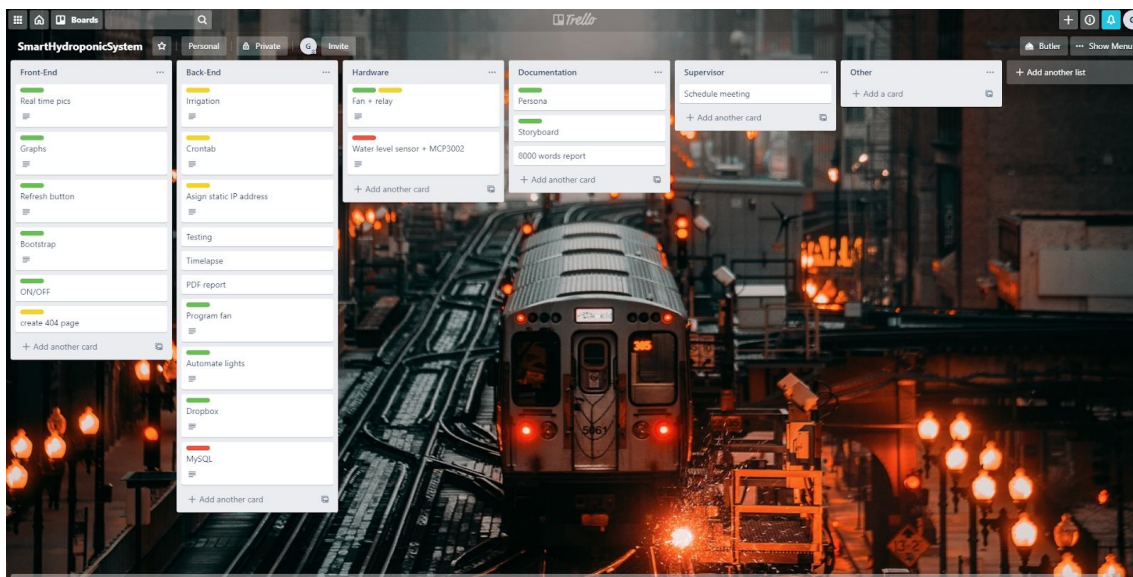 Boards
Trello
SmartHydroponicSystem
Personal
Private
G
Invite
Butler
... Show Menu
Front-End
Real time pics
Graphs
Refresh button
Bootstrap
ON/OFF
create 404 page
+ Add another card
Back-End
Irrigation
Crontab
Asign static IP address
Testing
Timelapse
PDF report
Program fan
Automate lights
Dropbox
MySQL
+ Add another card
Hardware
Fan + relay
Water level sensor + MCP3002
+ Add another card
Documentation
Persona
Storyboard
8000 words report
+ Add another card
Supervisor
Schedule meeting
+ Add another card
Other
+ Add a card
+ Add another list
305
5061
13-2